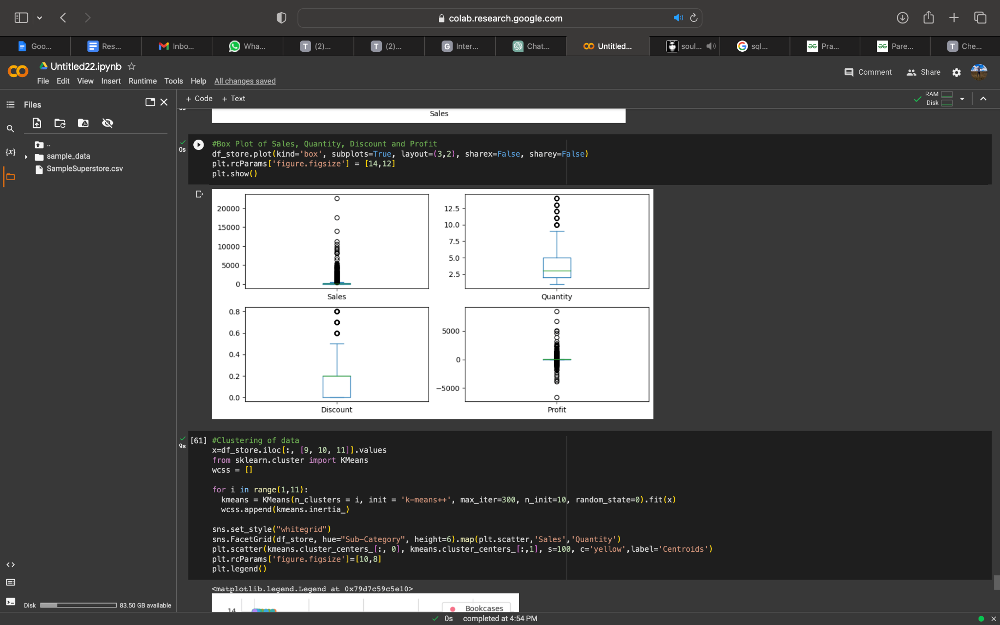 colab.research.google.com
Goo...
Res...
Inbo...
Wha...
(2)...
(2)...
Inter...
Chat...
Untitled...
soul...
sql...
Pra...
Pare...
Che...
Untitled22.ipynb
Comment
Share
File Edit View Insert Runtime Tools Help All changes saved
Files
+ Code + Text
RAM
Disk
..
sample_data
SampleSuperstore.csv
Sales
0s
#Box Plot of Sales, Quantity, Discount and Profit
df_store.plot(kind='box', subplots=True, layout=(3,2), sharex=False, sharey=False)
plt.rcParams['figure.figsize'] = [14,12]
plt.show()
20000
15000
10000
5000
0
Sales
12.5
10.0
7.5
5.0
2.5
Quantity
0.8
0.6
0.4
0.2
0.0
Discount
5000
0
−5000
Profit
9s
[61] #Clustering of data
x=df_store.iloc[:, [9, 10, 11]].values
from sklearn.cluster import KMeans
wcss = []
for i in range(1,11):
kmeans = KMeans(n_clusters = i, init = 'k-means++', max_iter=300, n_init=10, random_state=0).fit(x)
wcss.append(kmeans.inertia_)
sns.set_style("whitegrid")
sns.FacetGrid(df_store, hue="Sub-Category", height=6).map(plt.scatter,'Sales','Quantity')
plt.scatter(kmeans.cluster_centers_[:, 0], kmeans.cluster_centers_[:,1], s=100, c='yellow',label='Centroids')
plt.rcParams['figure.figsize']=[10,8]
plt.legend()
<matplotlib.legend.Legend at 0x79d7c59c5e10>
14
Bookcases
Disk
83.50 GB available
0s completed at 4:54 PM